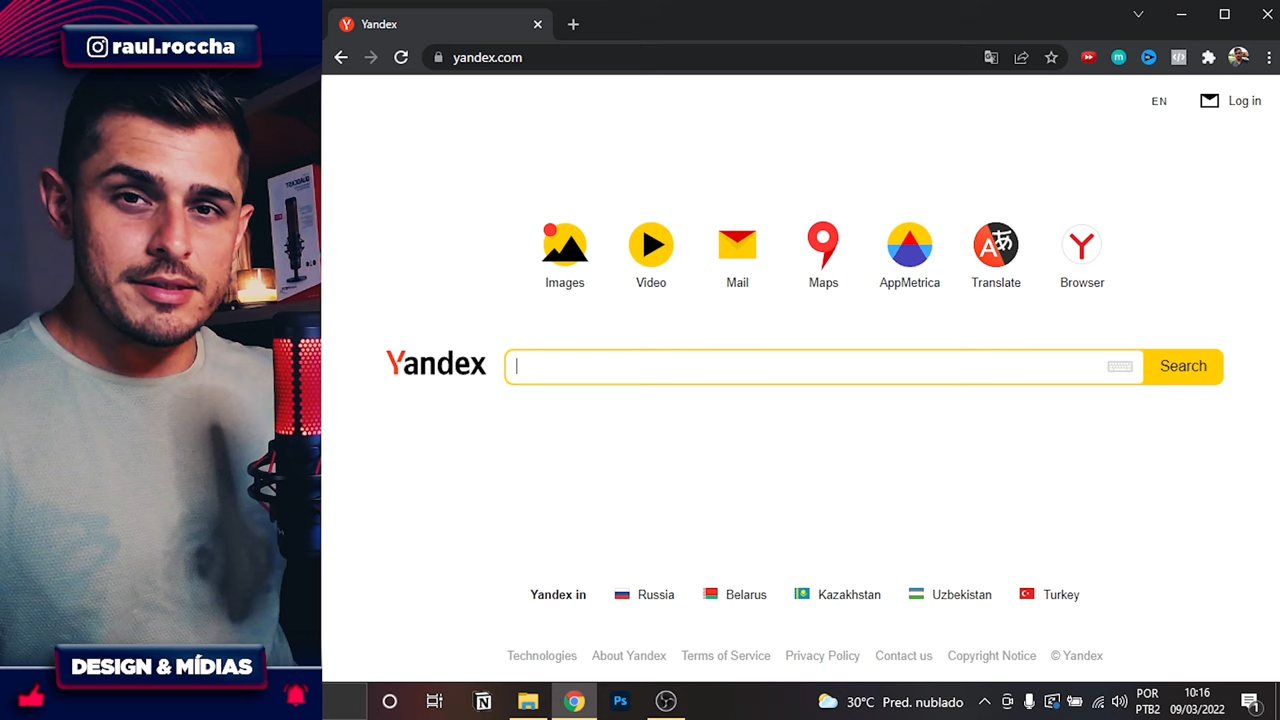 raul.roccha
DESIGN & MÍDIAS
Yandex
yandex.com
EN
Log in
Images
Video
Mail
Maps
AppMetrica
Translate
Browser
Yandex
Search
Yandex in
Russia
Belarus
Kazakhstan
Uzbekistan
Turkey
Technologies
About Yandex
Terms of Service
Privacy Policy
Contact us
Copyright Notice
© Yandex
30°C Pred. nublado
POR
PTB2
10:16
09/03/2022